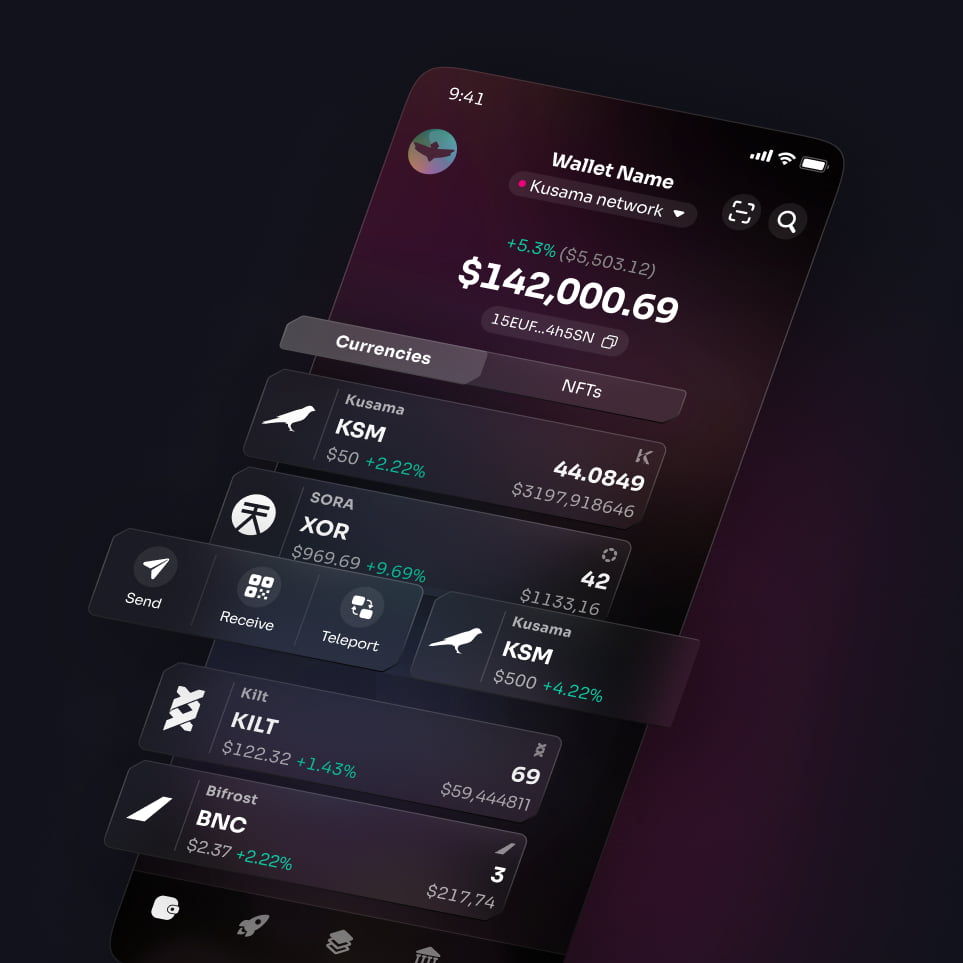 9:41
Wallet Name
Kusama network
+5.3% ($5,503.12)
$142,000.69
15EUF...4h5SN
Currencies
NFTs
Kusama
KSM
$50 +2.22%
44.0849
$3197,918646
SORA
XOR
$969.69 +9.69%
42
$1133,16
Send
Receive
Teleport
Kusama
KSM
$500 +4.22%
Kilt
KILT
$122.32 +1.43%
69
$59,444811
Bifrost
BNC
$2.37 +2.22%
3
$217,74